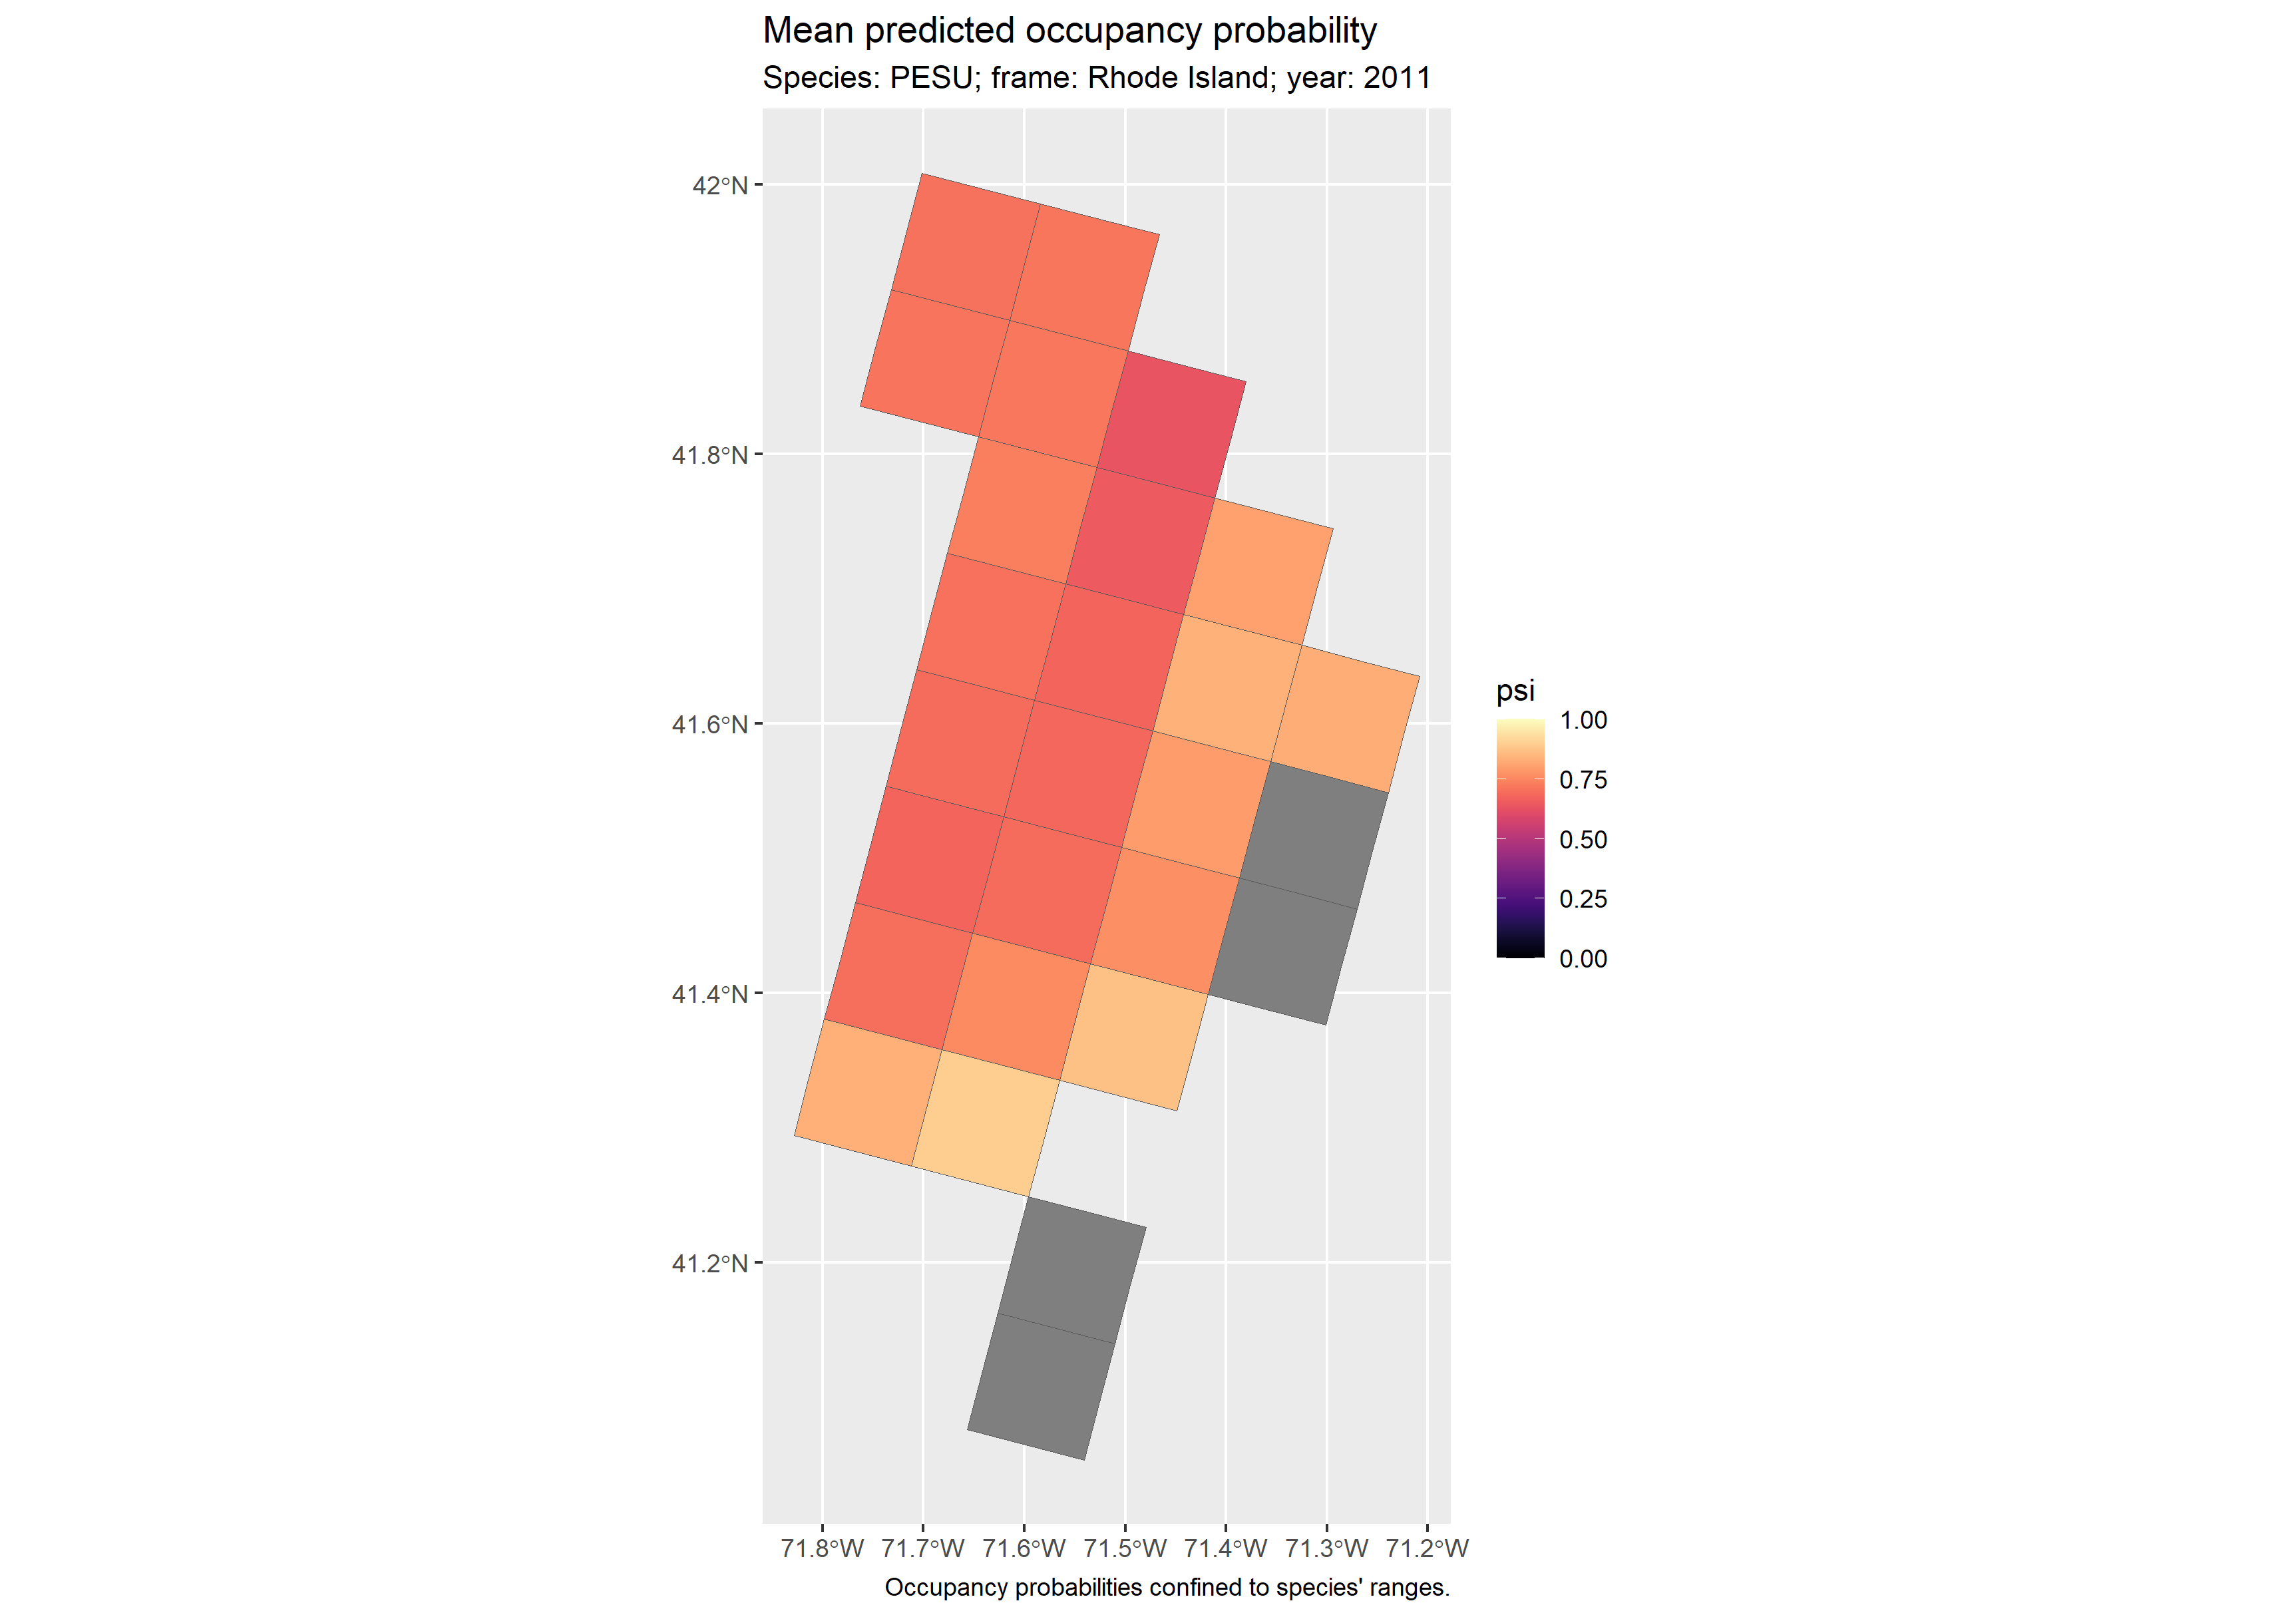 Mean predicted occupancy probability
Species: PESU; frame: Rhode Island; year: 2011
42°N
41.8°N
41.6°N
41.4°N
41.2°N
71.8°W 71.7°W 71.6°W 71.5°W 71.4°W 71.3°W 71.2°W
Occupancy probabilities confined to species' ranges.
psi
1.00
0.75
0.50
0.25
0.00